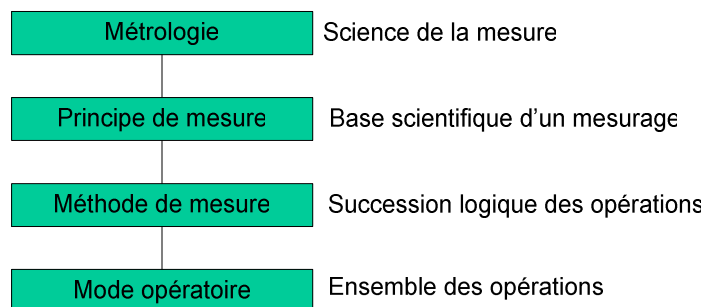 Métrologie Science de la mesure
Principe de mesure Base scientifique d'un mesurage
Méthode de mesure Succession logique des opérations
Mode opératoire Ensemble des opérations